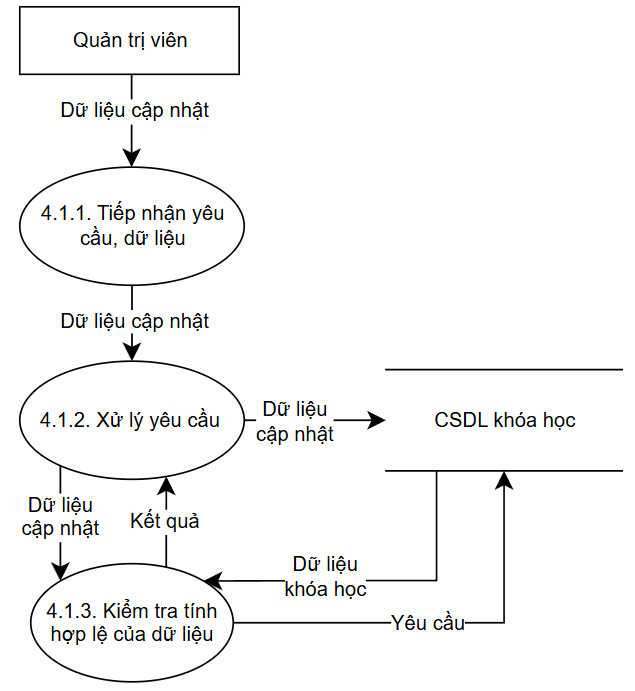 Quản trị viên
Dữ liệu cập nhật
4.1.1. Tiếp nhận yêu
cầu, dữ liệu
Dữ liệu cập nhật
4.1.2. Xử lý yêu cầu
Dữ liệu
cập nhật
CSDL khóa học
Dữ liệu
cập nhật
Kết quả
Dữ liệu
khóa học
4.1.3. Kiểm tra tính
hợp lệ của dữ liệu
Yêu cầu